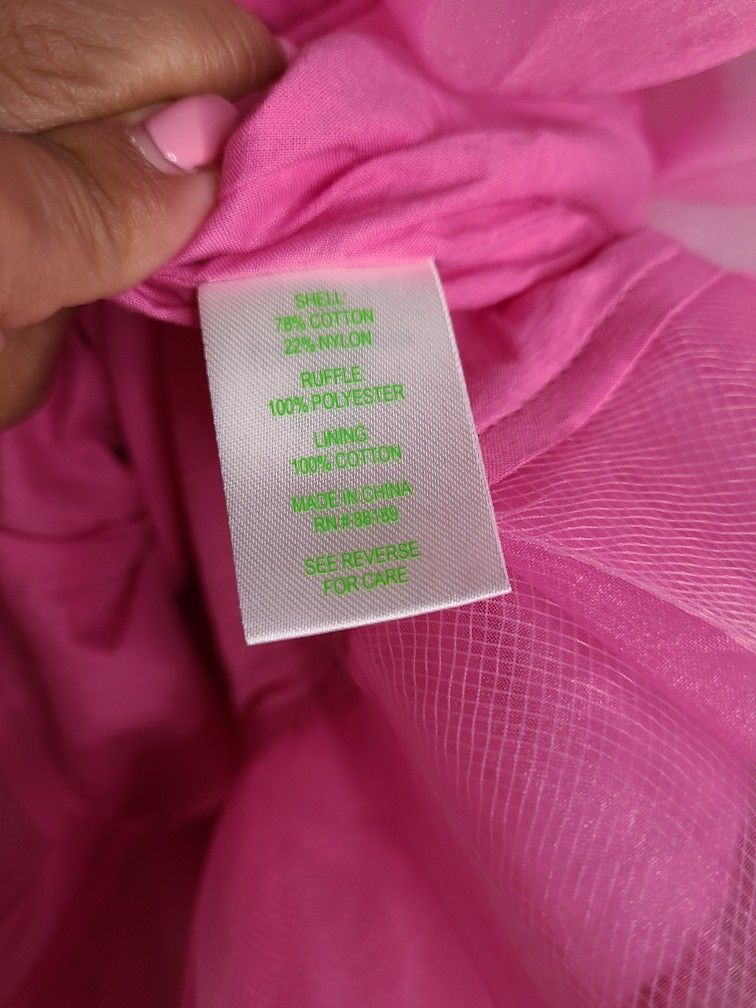 SHELL:
78% COTTON
22% NYLON
RUFFLE:
100% POLYESTER
LINING:
100% COTTON
MADE IN CHINA
RN.# 88189
SEE REVERSE
FOR CARE